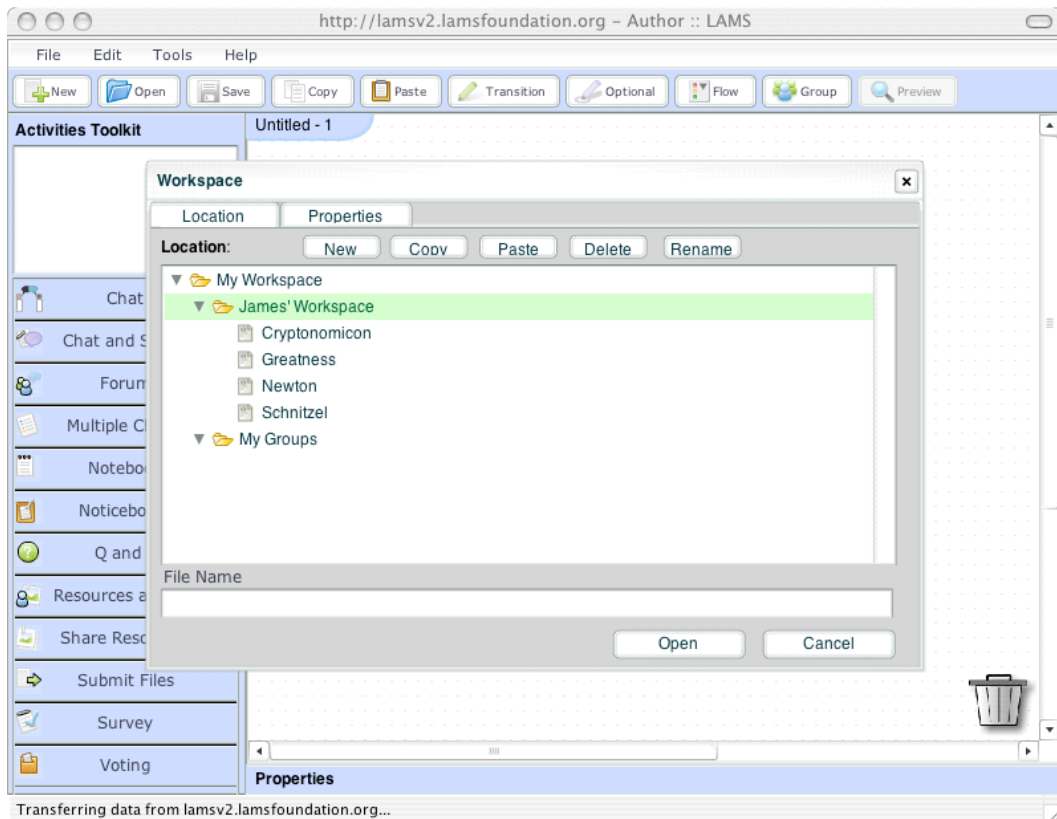 http://lamsv2.lamsfoundation.org – Author :: LAMS
File Edit Tools Help
New Open Save Copy Paste Transition Optional Flow Group Preview
Activities Toolkit
Untitled - 1
Workspace
Location Properties
Location: New Copy Paste Delete Rename
My Workspace
James' Workspace
Cryptonomicon
Greatness
Newton
Schnitzel
My Groups
File Name
Open Cancel
Chat
Chat and S
Forum
Multiple C
Notebo
Noticebo
Q and
Resources a
Share Reso
Submit Files
Survey
Voting
Properties
Transferring data from lamsv2.lamsfoundation.org...